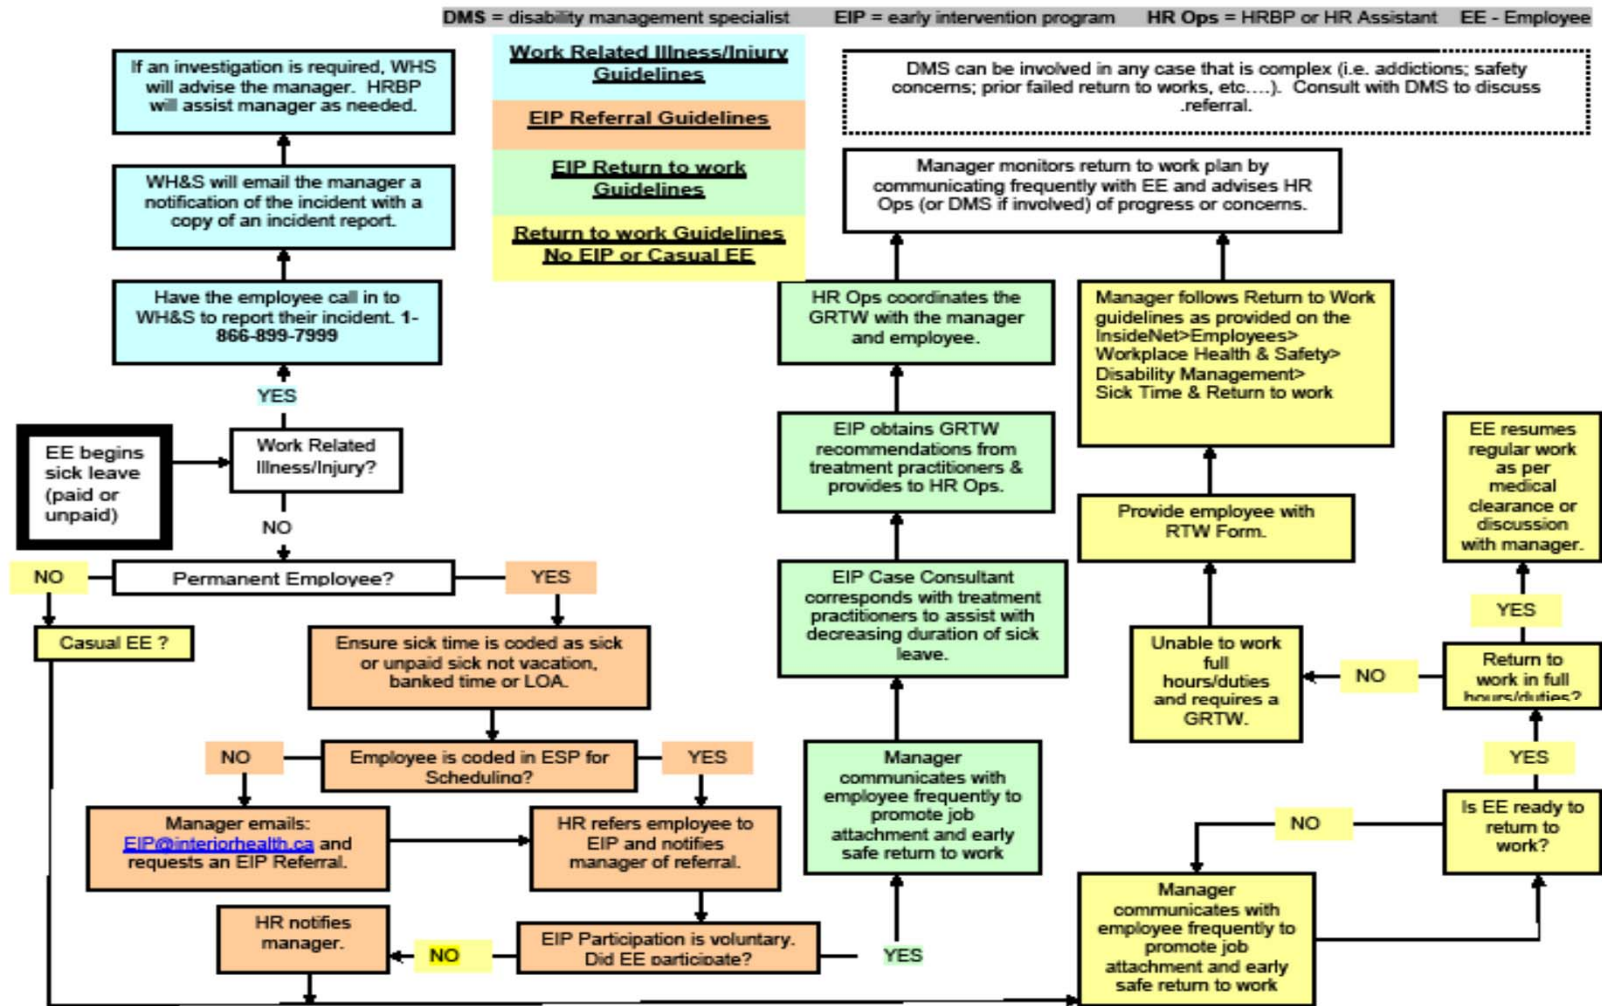 DMS = disability management specialist EIP = early intervention program HR Ops = HRBP or HR Assistant EE - Employee
If an investigation is required, WHS
will advise the manager. HRBP
will assist manager as needed.
WH&S will email the manager a
notification of the incident with a
copy of an incident report.
Have the employee call in to
WH&S to report their incident. 1-
866-899-7999
YES
Work Related Illness/Injury
Guidelines
EIP Referral Guidelines
EIP Return to work
Guidelines
Return to work Guidelines
No EIP or Casual EE
DMS can be involved in any case that is complex (i.e. addictions; safety
concerns; prior failed return to works, etc....). Consult with DMS to discuss
.referral.
Manager monitors return to work plan by
communicating frequently with EE and advises HR
Ops (or DMS if involved) of progress or concerns.
EE begins
sick leave
(paid or
unpaid)
Work Related
Illness/Injury?
NO
NO
Permanent Employee?
YES
Casual EE ?
Ensure sick time is coded as sick
or unpaid sick not vacation,
banked time or LOA.
NO
Employee is coded in ESP for
Scheduling?
YES
Manager emails:
EIP@interiorhealth.ca and
requests an EIP Referral.
HR refers employee to
EIP and notifies
manager of referral.
HR notifies
manager.
NO
EIP Participation is voluntary.
Did EE participate?
YES
HR Ops coordinates the
GRTW with the manager
and employee.
EIP obtains GRTW
recommendations from
treatment practitioners &
provides to HR Ops.
EIP Case Consultant
corresponds with treatment
practitioners to assist with
decreasing duration of sick
leave.
Manager
communicates with
employee frequently to
promote job
attachment and early
safe return to work
Manager follows Return to Work
guidelines as provided on the
InsideNet>Employees>
Workplace Health & Safety>
Disability Management>
Sick Time & Return to work
Provide employee with
RTW Form.
Unable to work
full
hours/duties
and requires a
GRTW.
NO
EE resumes
regular work
as per
medical
clearance or
discussion
with manager.
YES
Return to
work in full
hours/duties?
YES
Is EE ready to
return to
work?
NO
Manager
communicates with
employee frequently to
promote job
attachment and early
safe return to work